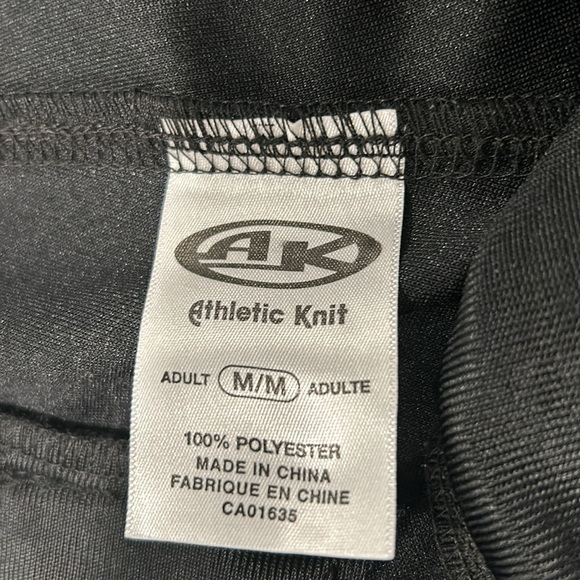 AK
Athletic Knit
ADULT M/M ADULTE
100% POLYESTER
MADE IN CHINA
FABRIQUE EN CHINE
CA01635